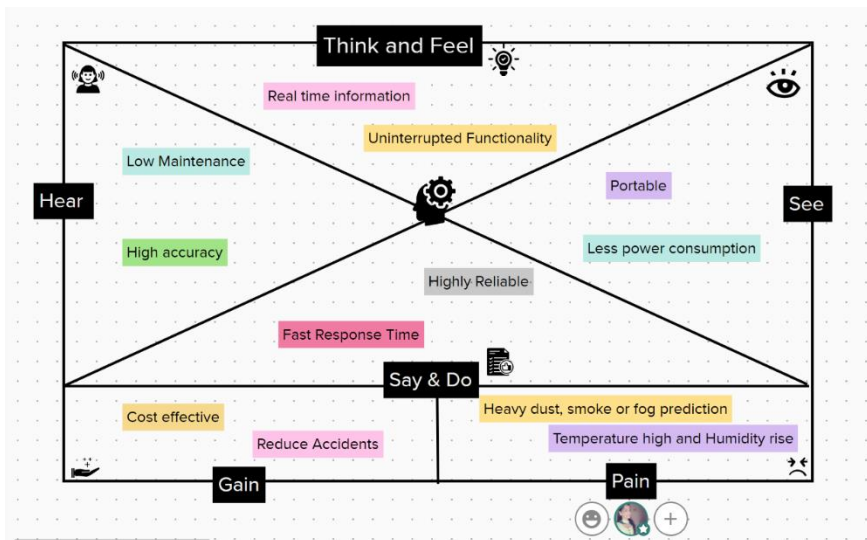 Think and Feel
Real time information
Uninterrupted Functionality
Low Maintenance
Portable
Hear
See
High accuracy
Less power consumption
Highly Reliable
Fast Response Time
Say & Do
Cost effective
Heavy dust, smoke or fog prediction
Reduce Accidents
Temperature high and Humidity rise
Gain
Pain